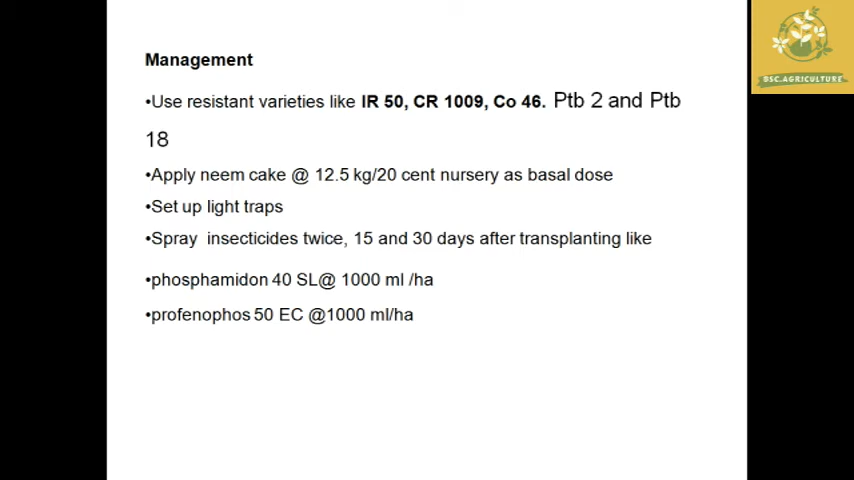 Management
•Use resistant varieties like IR 50, CR 1009, Co 46. Ptb 2 and Ptb
18
•Apply neem cake @ 12.5 kg/20 cent nursery as basal dose
•Set up light traps
•Spray  insecticides twice, 15 and 30 days after transplanting like
•phosphamidon 40 SL@ 1000 ml /ha
•profenophos 50 EC @1000 ml/ha
BSC.AGRICULTURE